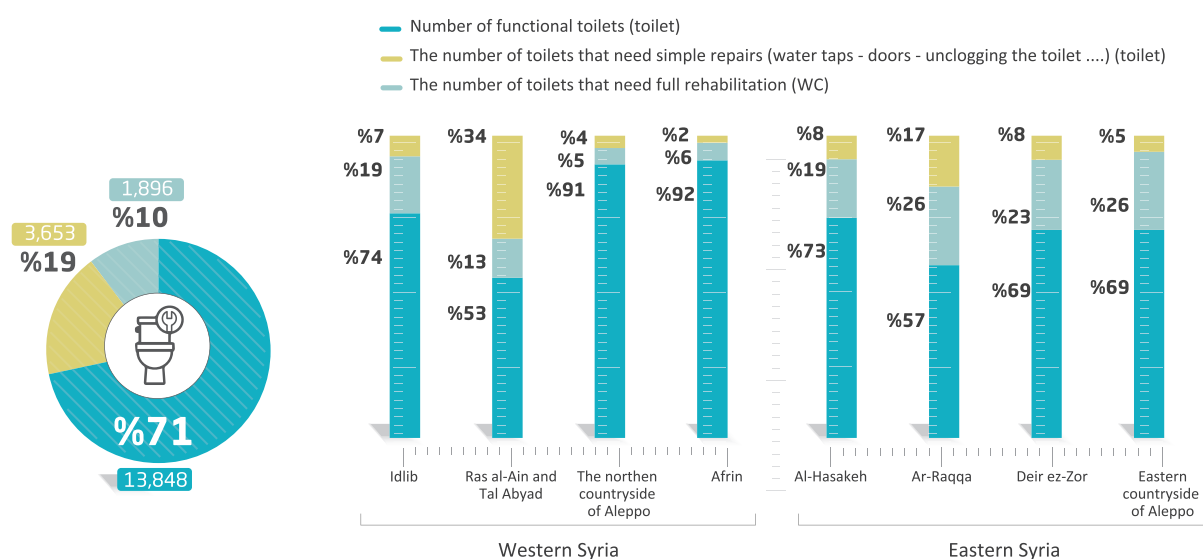 Number of functional toilets (toilet)
The number of toilets that need simple repairs (water taps - doors - unclogging the toilet ....) (toilet)
The number of toilets that need full rehabilitation (WC)
1,896
%10
3,653
%19
%71
13,848
%7
%19
%74
%34
%13
%53
%4
%5
%91
%2
%6
%92
%8
%19
%73
%17
%26
%57
%8
%23
%69
%5
%26
%69
Idlib
Ras al-Ain and
Tal Abyad
The northen
countryside
of Aleppo
Afrin
Al-Hasakeh
Ar-Raqqa
Deir ez-Zor
Eastern
countryside
of Aleppo
Western Syria
Eastern Syria